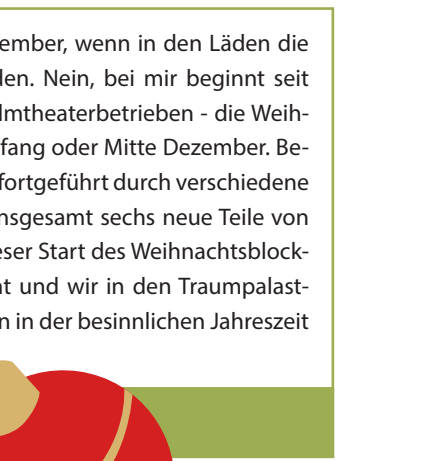 ember, wenn in den Läden die
den. Nein, bei mir beginnt seit
lmtheaterbetrieben - die Weih-
fang oder Mitte Dezember. Be-
fortgeführt durch verschiedene
nsgesamt sechs neue Teile von
eser Start des Weihnachtsblock-
t und wir in den Traumpalast-
n in der besinnlichen Jahreszeit